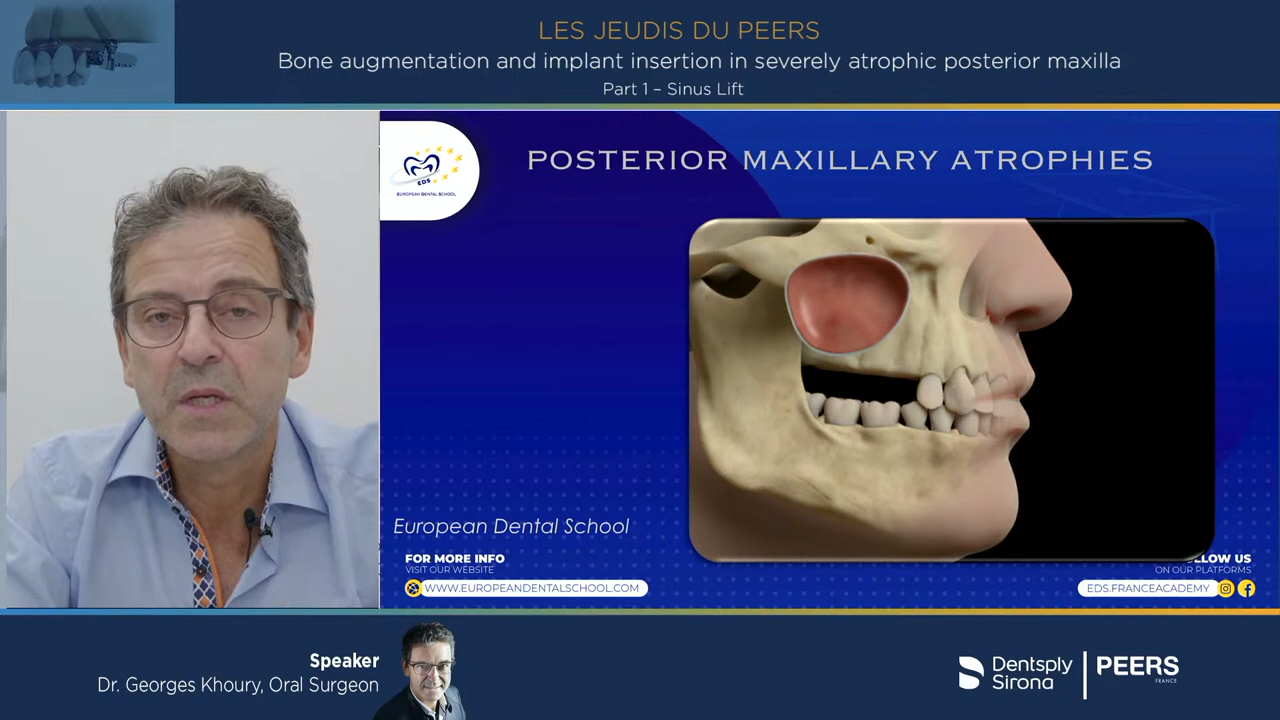 LES JEUDIS DU PEERS
Bone augmentation and implant insertion in severely atrophic posterior maxilla
Part 1 – Sinus Lift
EDS
EUROPEAN DENTAL SCHOOL
POSTERIOR MAXILLARY ATROPHIES
European Dental School
FOR MORE INFO
VISIT OUR WEBSITE
WWW.EUROPEANDENTALSCHOOL.COM
LLOW US
ON OUR PLATFORMS
EDS.FRANCEACADEMY
Speaker
Dr. Georges Khoury, Oral Surgeon
Dentsply
Sirona
PEERS
FRANCE